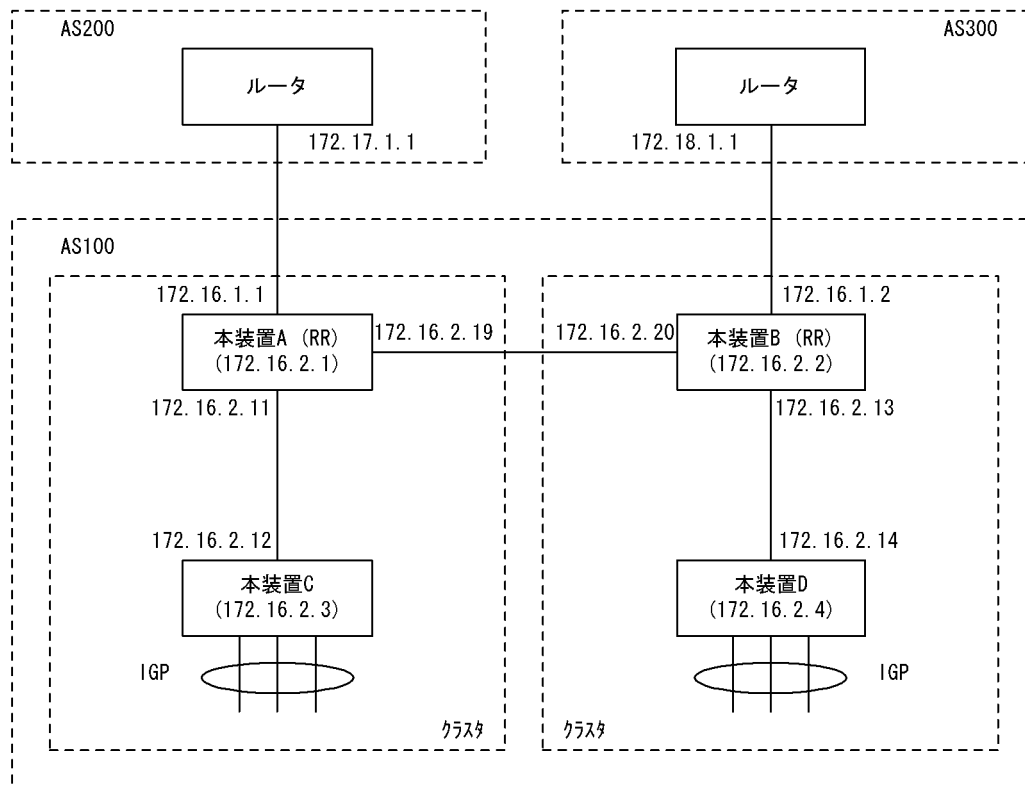 AS200
AS300
ルータ
ルータ
172.17.1.1
172.18.1.1
AS100
172.16.1.1
172.16.1.2
本装置A (RR)
(172.16.2.1)
172.16.2.19
172.16.2.20
本装置B (RR)
(172.16.2.2)
172.16.2.11
172.16.2.13
172.16.2.12
172.16.2.14
本装置C
(172.16.2.3)
本装置D
(172.16.2.4)
IGP
IGP
ｸﾗｽﾀ
ｸﾗｽﾀ